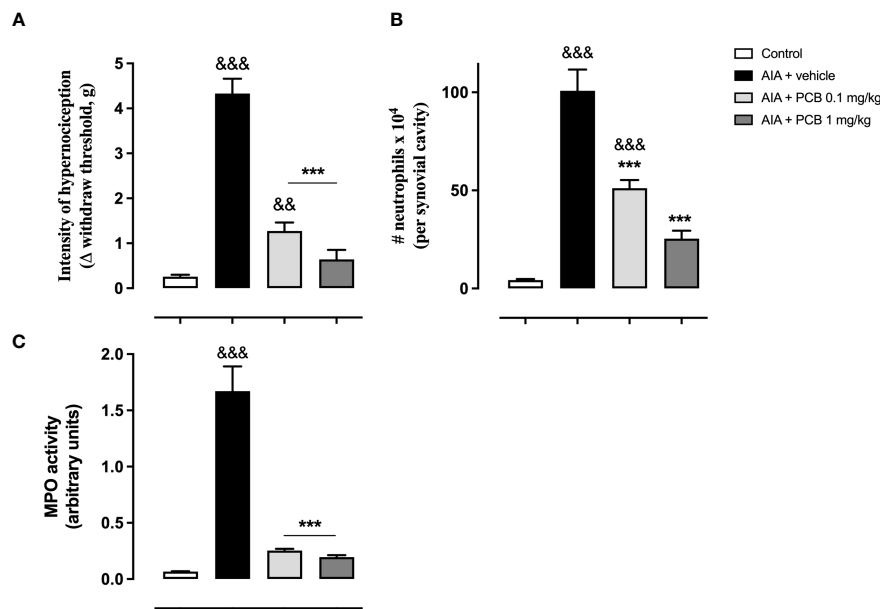 A
Intensity of hypernociception
(Δ withdraw threshold, g)
5
4
3
2
1
0
&&&
&&
***
B
# neutrophils x 10⁴
(per synovial cavity)
100
50
0
&&&
&&&
***
***
Control
AIA + vehicle
AIA + PCB 0.1 mg/kg
AIA + PCB 1 mg/kg
C
MPO activity
(arbitrary units)
2.0
1.5
1.0
0.5
0.0
&&&
***